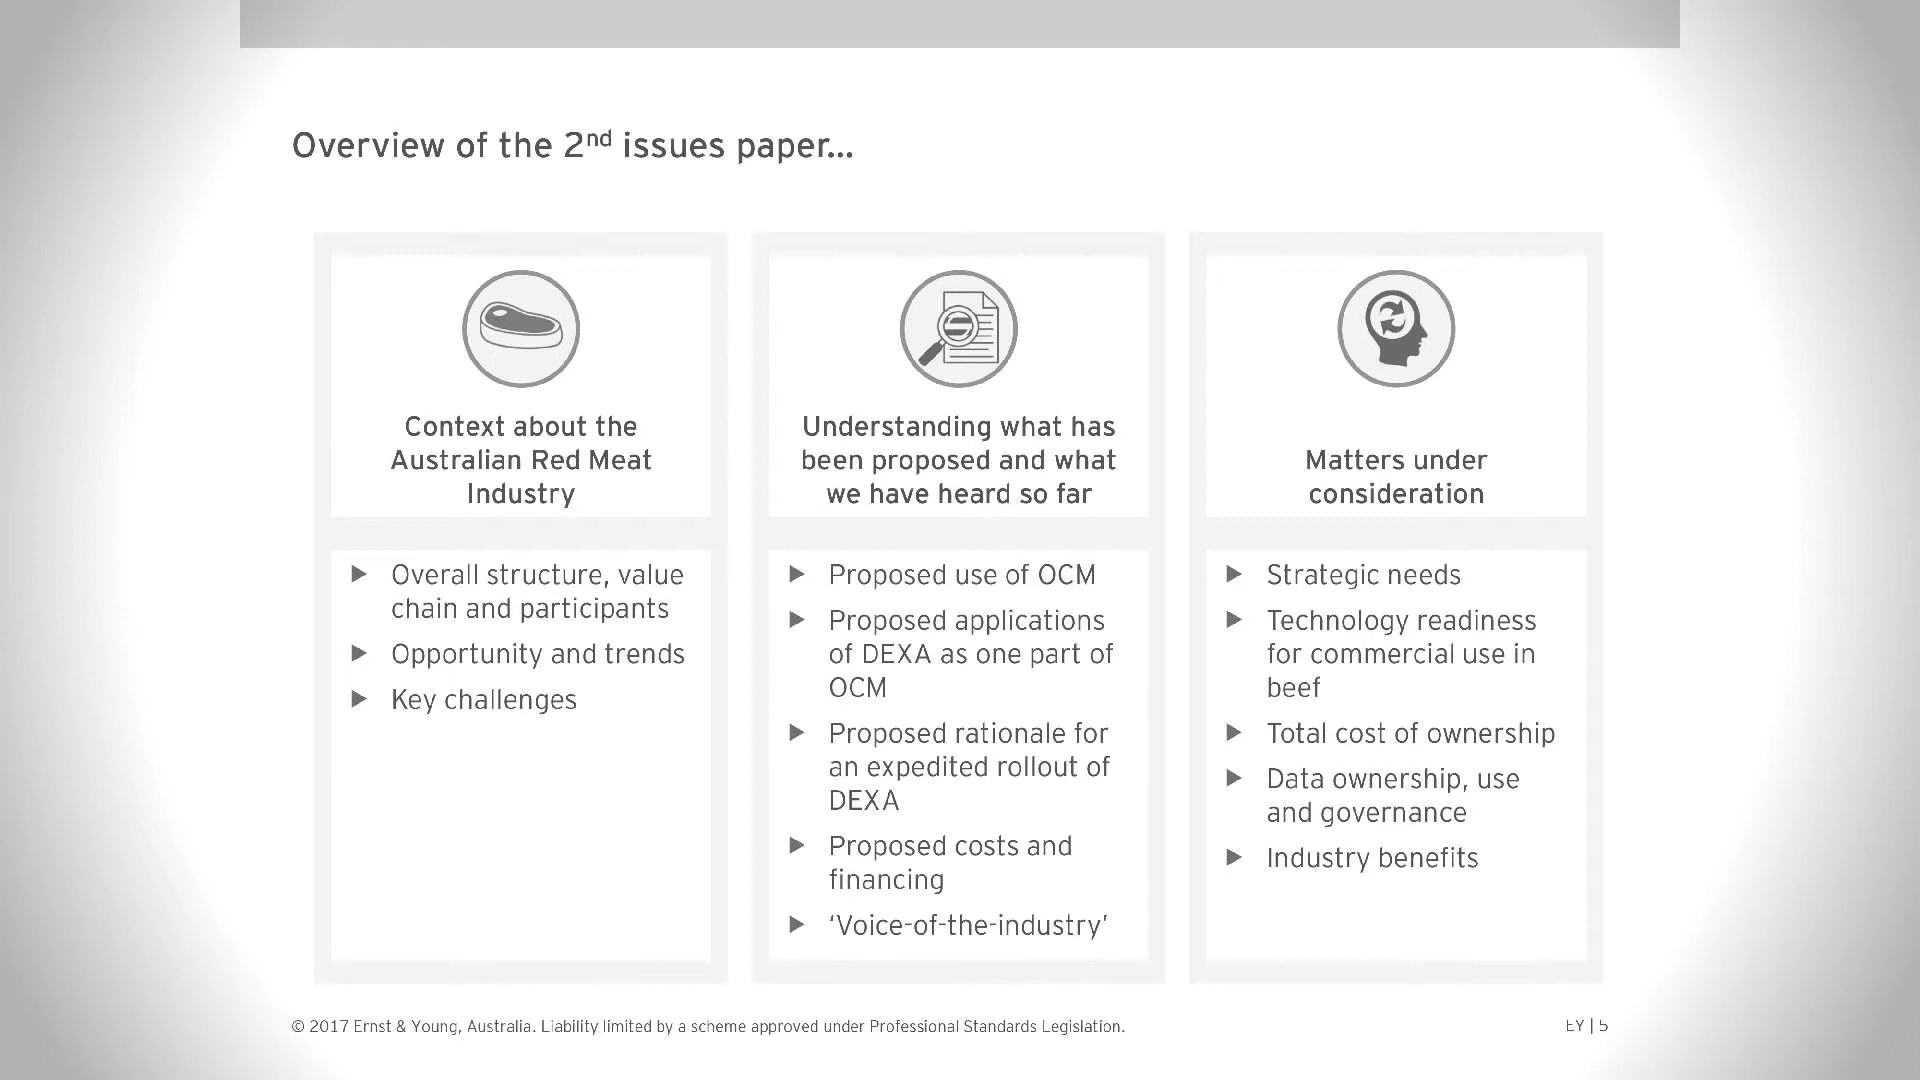 Overview of the 2nd issues paper...
Context about the
Australian Red Meat
Industry
▶ Overall structure, value
chain and participants
▶ Opportunity and trends
▶ Key challenges
Understanding what has
been proposed and what
we have heard so far
▶ Proposed use of OCM
▶ Proposed applications
of DEXA as one part of
OCM
▶ Proposed rationale for
an expedited rollout of
DEXA
▶ Proposed costs and
financing
▶ ‘Voice-of-the-industry’
Matters under
consideration
▶ Strategic needs
▶ Technology readiness
for commercial use in
beef
▶ Total cost of ownership
▶ Data ownership, use
and governance
▶ Industry benefits
© 2017 Ernst & Young, Australia. Liability limited by a scheme approved under Professional Standards Legislation.
EY | 5